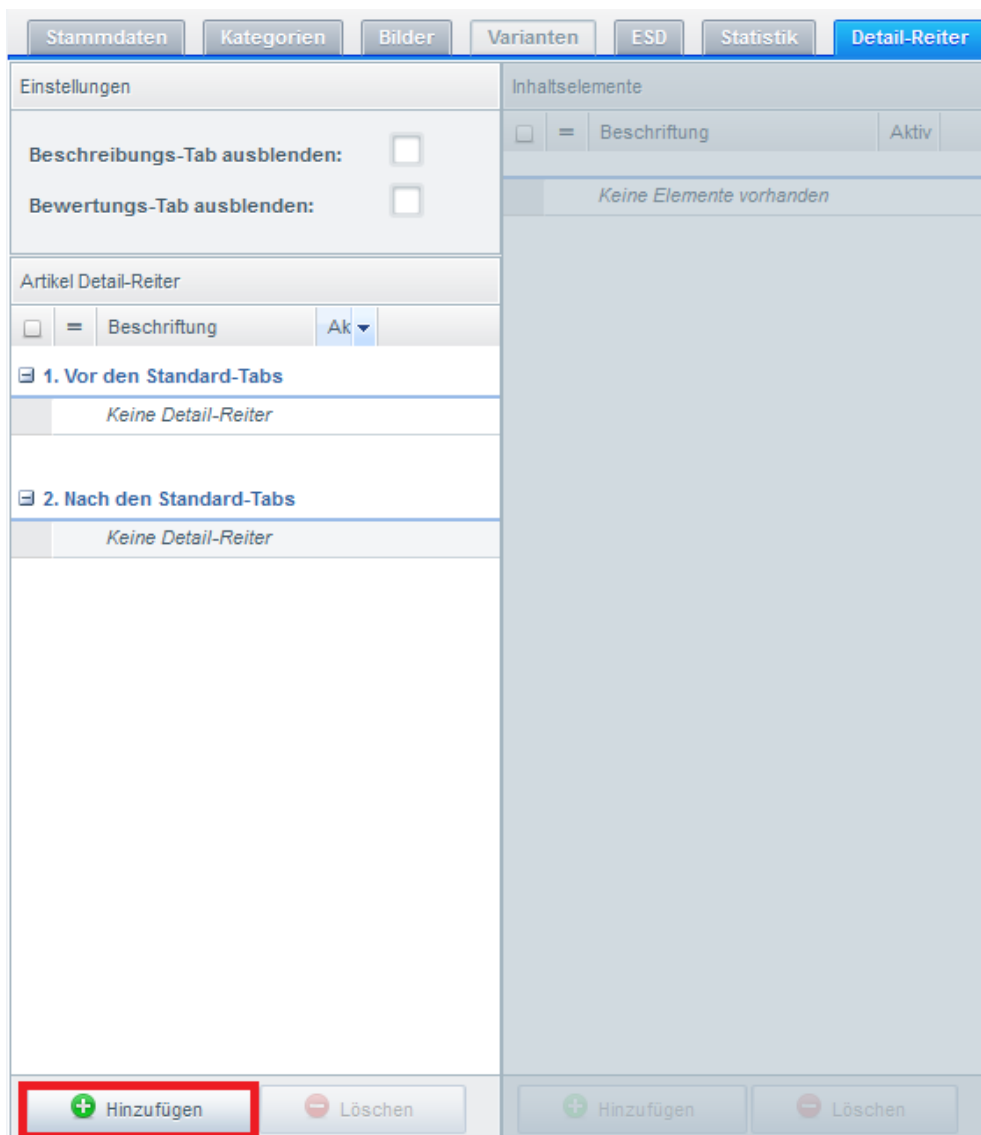 Stammdaten Kategorien Bilder Varianten ESD Statistik Detail-Reiter
Einstellungen
Beschreibungs-Tab ausblenden:
Bewertungs-Tab ausblenden:
Artikel Detail-Reiter
= Beschriftung Ak
1. Vor den Standard-Tabs
Keine Detail-Reiter
2. Nach den Standard-Tabs
Keine Detail-Reiter
Hinzufügen Löschen
Inhaltselemente
= Beschriftung Aktiv
Keine Elemente vorhanden
Hinzufügen Löschen